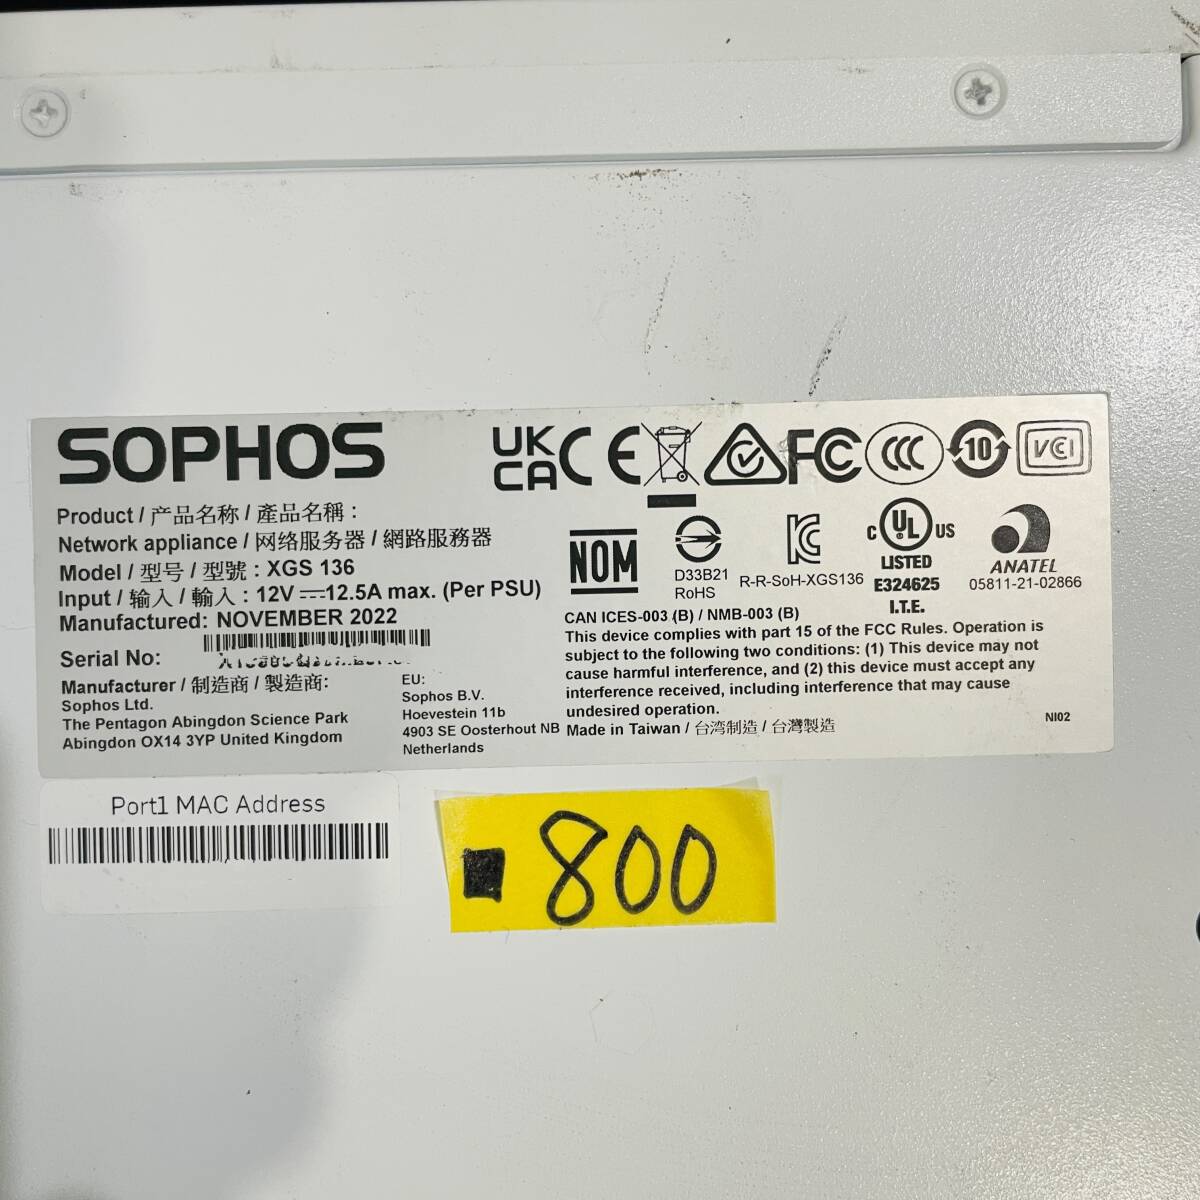 SOPHOS
UK CA CE FCC CCC 10 VCCI
Product / 产品名称 / 產品名稱 :
Network appliance / 网络服务器 / 網路服務器
Model / 型号 / 型號 : XGS 136
Input / 输入 / 輸入 : 12V ⎓ 12.5A max. (Per PSU)
Manufactured: NOVEMBER 2022
Serial No:
Manufacturer / 制造商 / 製造商:
Sophos Ltd.
The Pentagon Abingdon Science Park
Abingdon OX14 3YP United Kingdom
EU:
Sophos B.V.
Hoevestein 11b
4903 SE Oosterhout NB
Netherlands
NOM
D33B21
RoHS
R-R-SoH-XGS136
C UL US
LISTED
E324625
I.T.E.
ANATEL
05811-21-02866
CAN ICES-003 (B) / NMB-003 (B)
This device complies with part 15 of the FCC Rules. Operation is
subject to the following two conditions: (1) This device may not
cause harmful interference, and (2) this device must accept any
interference received, including interference that may cause
undesired operation.
Made in Taiwan / 台湾制造 / 台灣製造
NI02
Port1 MAC Address
800